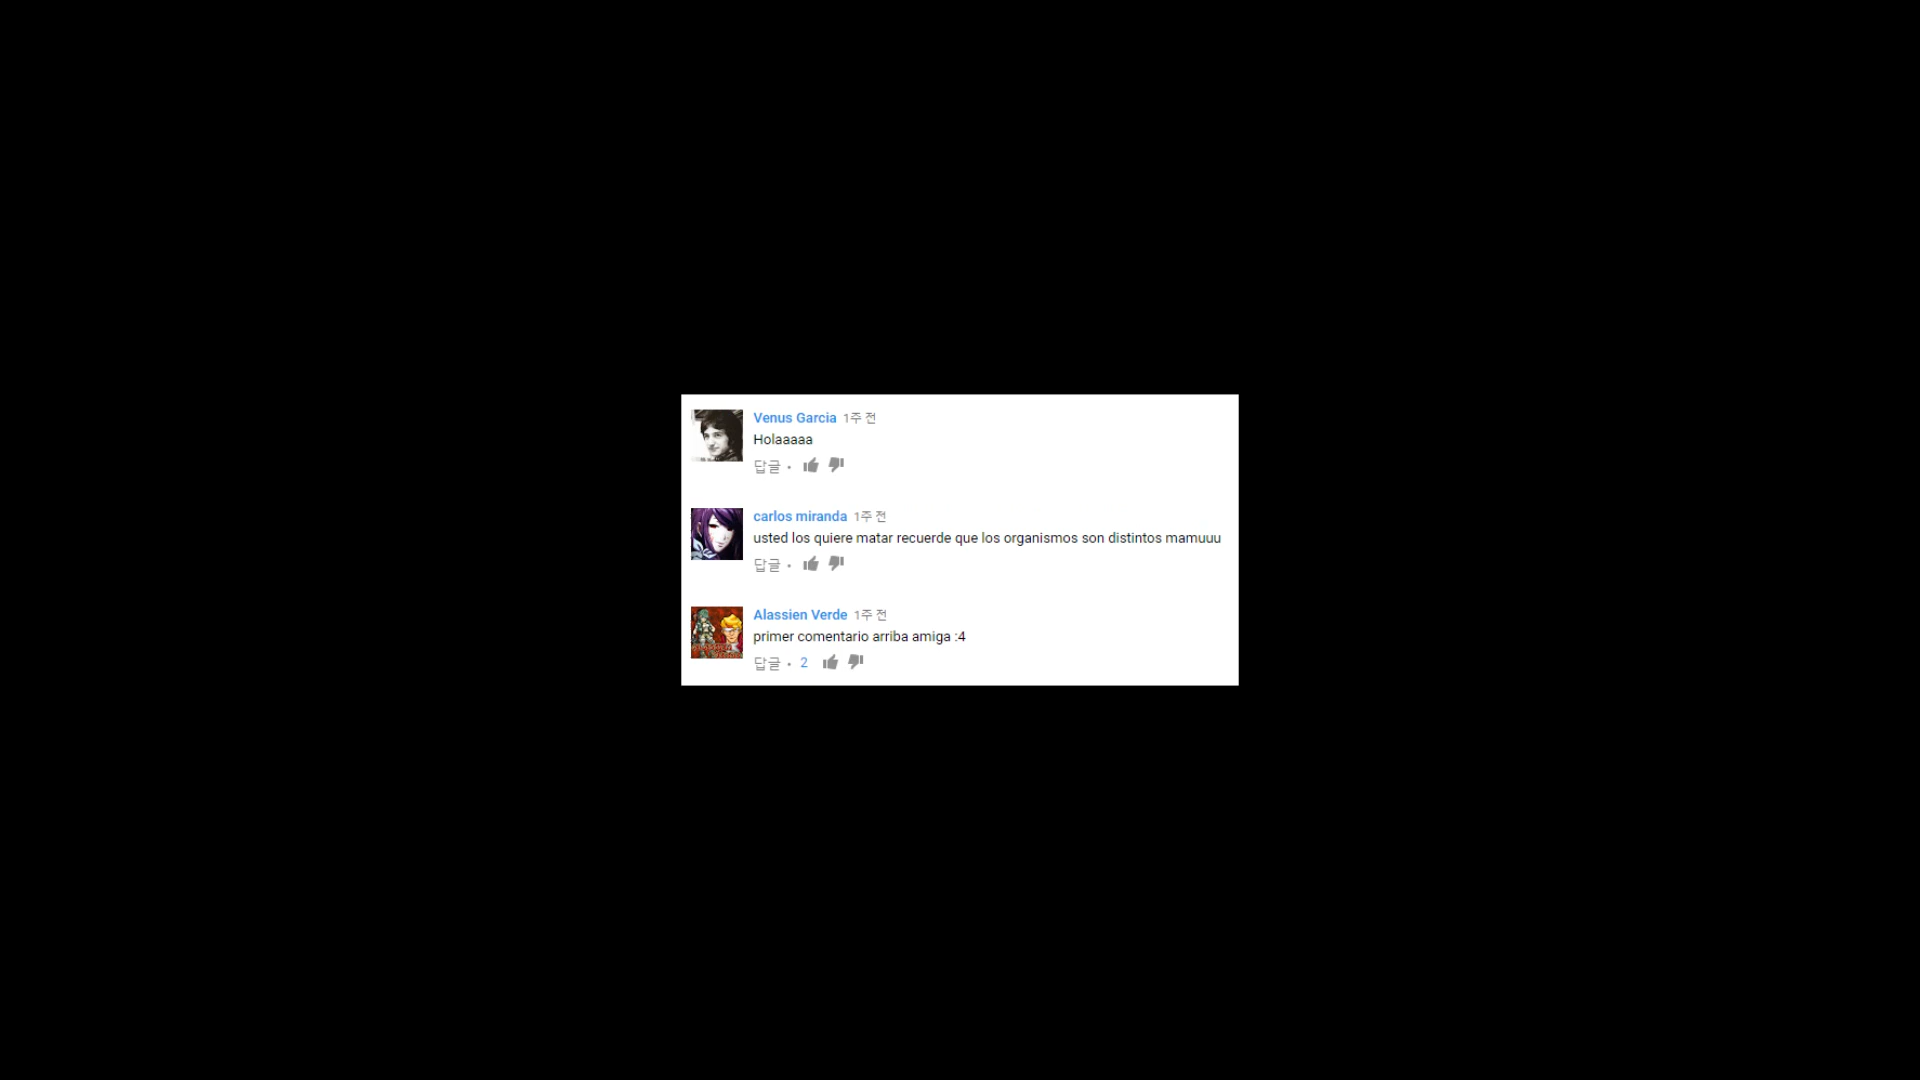 Venus Garcia 1주 전
Holaaaaa
답글 •
carlos miranda 1주 전
usted los quiere matar recuerde que los organismos son distintos mamuuu
답글 •
Alassien Verde 1주 전
primer comentario arriba amiga :4
답글 • 2